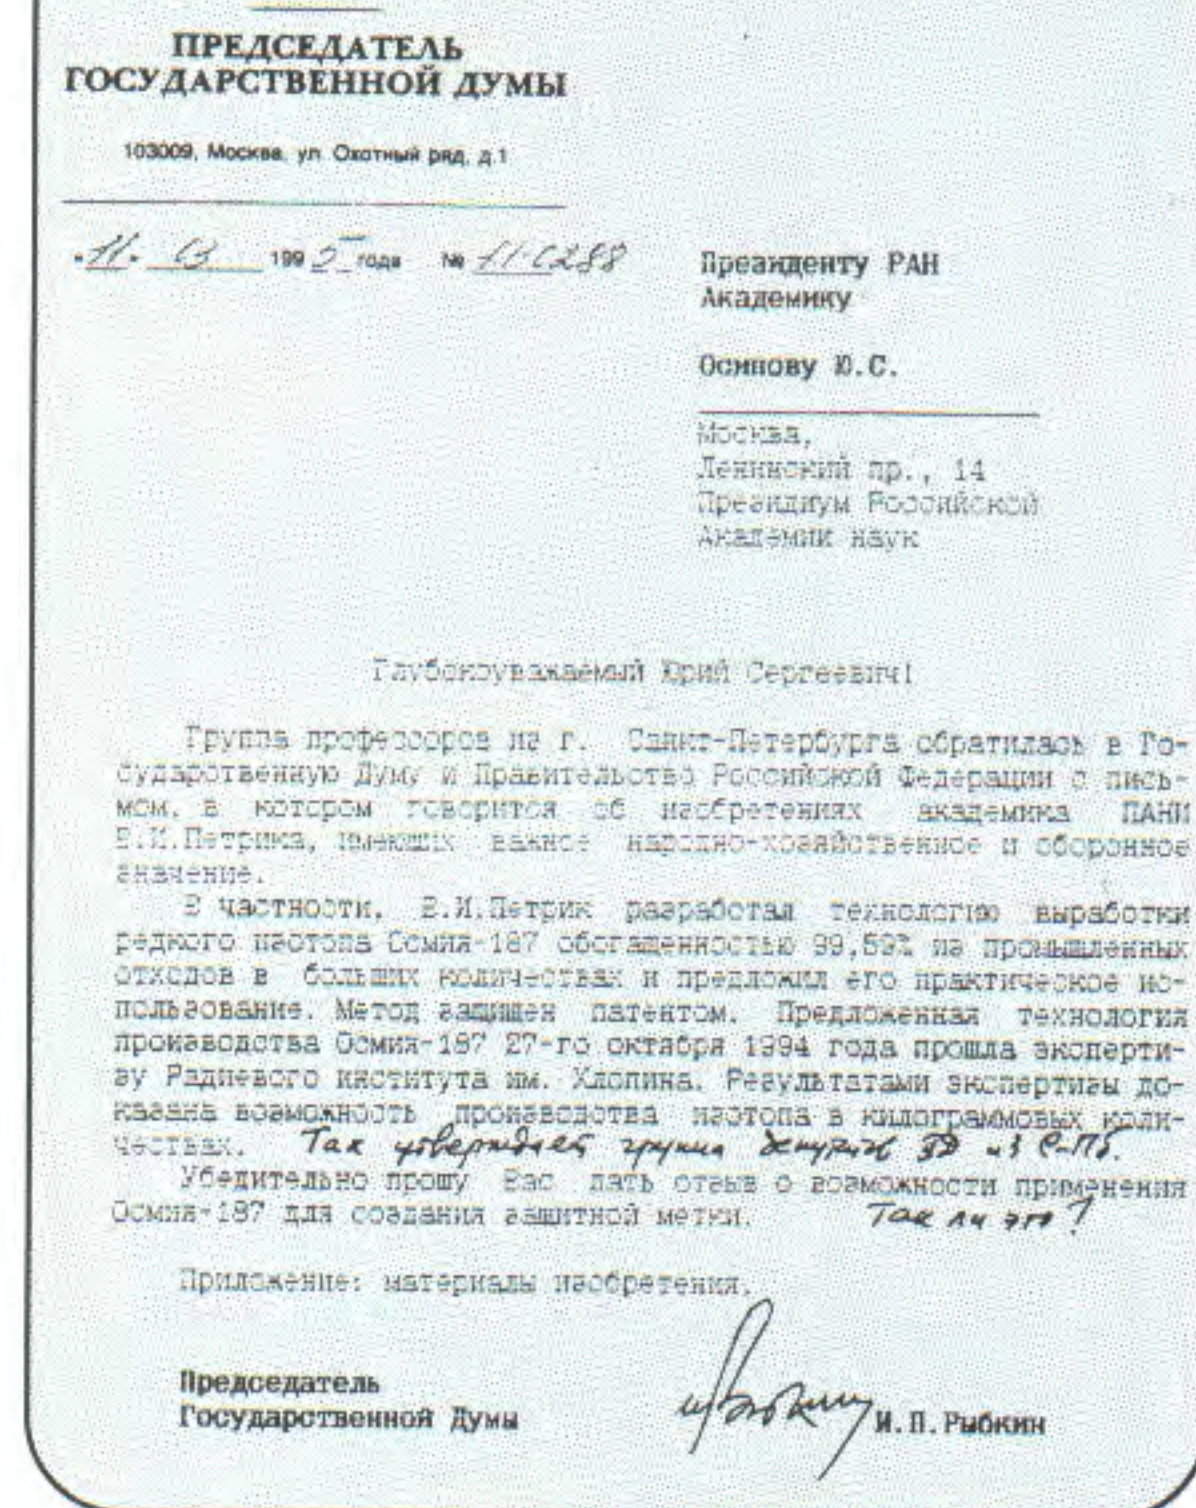 ПРЕДСЕДАТЕЛЬ
ГОСУДАРСТВЕННОЙ ДУМЫ
103009, Москва, ул. Охотный ряд, д.1
"11" 03 1995 года № 11-0288
Президенту РАН
Академику
Осипову Ю.С.
Москва,
Ленинский пр., 14
Президиум Российской
Академии наук
Глубокоуважаемый Юрий Сергеевич!
Группа профессоров из г. Санкт-Петербурга обратилась в Го-
сударственную Думу и Правительство Российской Федерации с пись-
мом, в котором говорится об изобретениях академика ПАНИ
В.И.Петрика, имеющих важное народно-хозяйственное и оборонное
значение.
В частности, В.И.Петрик разработал технологию выработки
редкого изотопа Осмия-187 обогащенностью 99,59% из промышленных
отходов в больших количествах и предложил его практическое ис-
пользование. Метод защищен патентом. Предложенная технология
производства Осмия-187 27-го октября 1994 года прошла эксперти-
зу Радиевого института им. Хлопина. Результатами экспертизы до-
казана возможность производства изотопа в килограммовых коли-
чествах. Так утверждает группа депутатов ГД из С-Пб.
Убедительно прошу Вас дать отзыв о возможности применения
Осмия-187 для создания защитной метки. Так ли это?
Приложение: материалы изобретения.
Председатель
Государственной Думы
И.П.Рыбкин